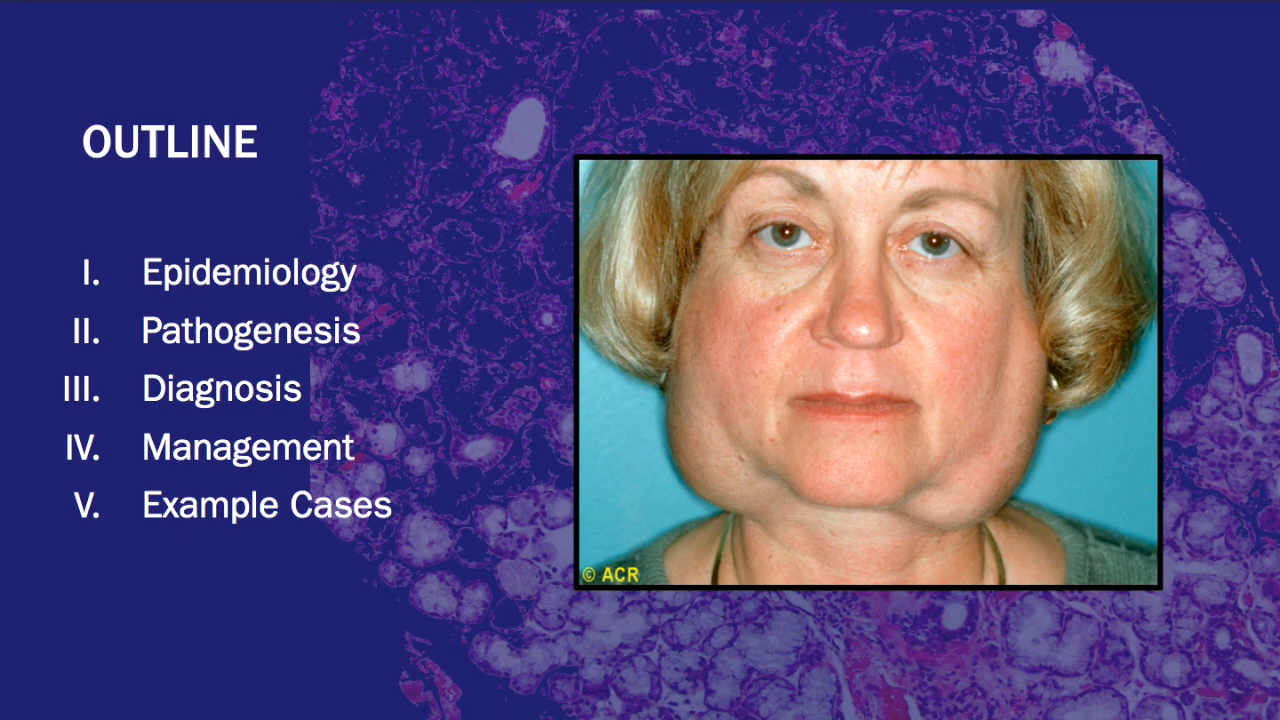 OUTLINE
I. Epidemiology
II. Pathogenesis
III. Diagnosis
IV. Management
V. Example Cases
© ACR